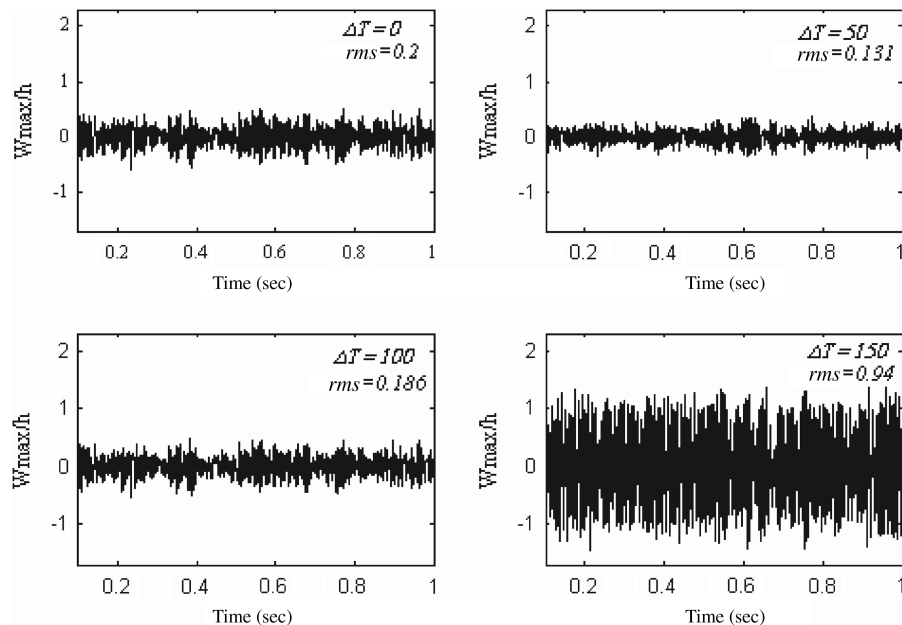 2
1
0
-1
Wmax/h
ΔT=0
rms=0.2
0.2 0.4 0.6 0.8 1
Time (sec)
2
1
0
-1
Wmax/h
ΔT=50
rms=0.131
0.2 0.4 0.6 0.8 1
Time (sec)
2
1
0
-1
Wmax/h
ΔT=100
rms=0.186
0.2 0.4 0.6 0.8 1
Time (sec)
2
1
0
-1
Wmax/h
ΔT=150
rms=0.94
0.2 0.4 0.6 0.8 1
Time (sec)